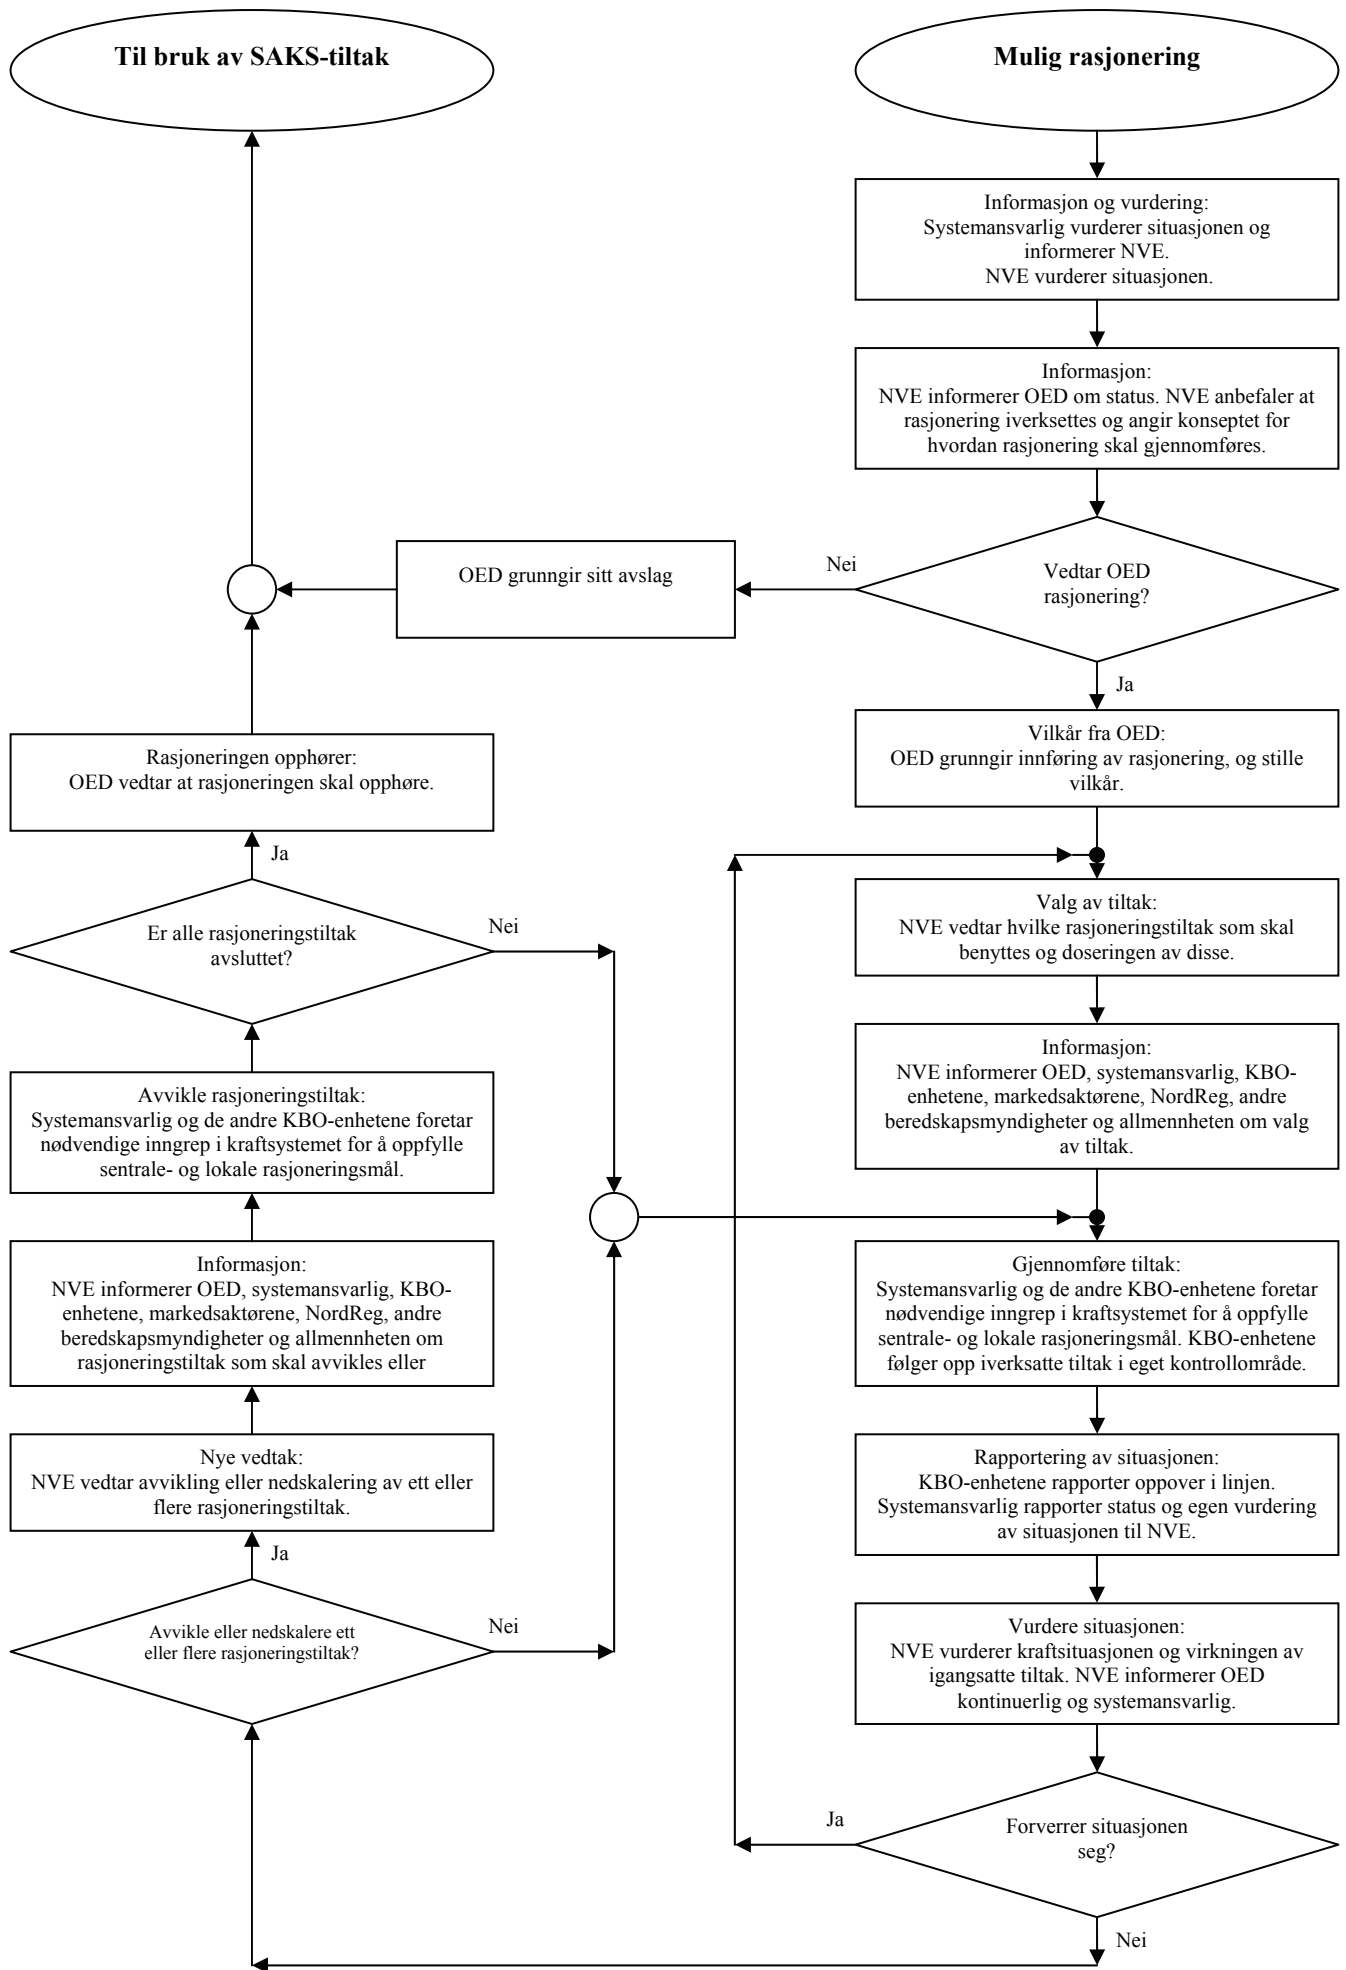 Mulig rasjonering
Informasjon og vurdering:
Systemansvarlig vurderer situasjonen og
informerer NVE.
NVE vurderer situasjonen.
Informasjon:
NVE informerer OED om status. NVE anbefaler at
rasjonering iverksettes og angir konseptet for
hvordan rasjonering skal gjennomføres.
Vedtar OED
rasjonering?
Nei
OED grunngir sitt avslag
Ja
Vilkår fra OED:
OED grunngir innføring av rasjonering, og stille
vilkår.
Valg av tiltak:
NVE vedtar hvilke rasjoneringstiltak som skal
benyttes og doseringen av disse.
Informasjon:
NVE informerer OED, systemansvarlig, KBO-
enhetene, markedsaktørene, NordReg, andre
beredskapsmyndigheter og allmennheten om valg
av tiltak.
Gjennomføre tiltak:
Systemansvarlig og de andre KBO-enhetene foretar
nødvendige inngrep i kraftsystemet for å oppfylle
sentrale- og lokale rasjoneringsmål. KBO-enhetene
følger opp iverksatte tiltak i eget kontrollområde.
Rapportering av situasjonen:
KBO-enhetene rapporter oppover i linjen.
Systemansvarlig rapporter status og egen vurdering
av situasjonen til NVE.
Vurdere situasjonen:
NVE vurderer kraftsituasjonen og virkningen av
igangsatte tiltak. NVE informerer OED
kontinuerlig og systemansvarlig.
Forverrer situasjonen
seg?
Ja
Nei
Avvikle eller nedskalere ett
eller flere rasjoneringstiltak?
Nei
Ja
Nye vedtak:
NVE vedtar avvikling eller nedskalering av ett eller
flere rasjoneringstiltak.
Informasjon:
NVE informerer OED, systemansvarlig, KBO-
enhetene, markedsaktørene, NordReg, andre
beredskapsmyndigheter og allmennheten om
rasjoneringstiltak som skal avvikles eller
Avvikle rasjoneringstiltak:
Systemansvarlig og de andre KBO-enhetene foretar
nødvendige inngrep i kraftsystemet for å oppfylle
sentrale- og lokale rasjoneringsmål.
Er alle rasjoneringstiltak
avsluttet?
Nei
Ja
Rasjoneringen opphører:
OED vedtar at rasjoneringen skal opphøre.
Til bruk av SAKS-tiltak